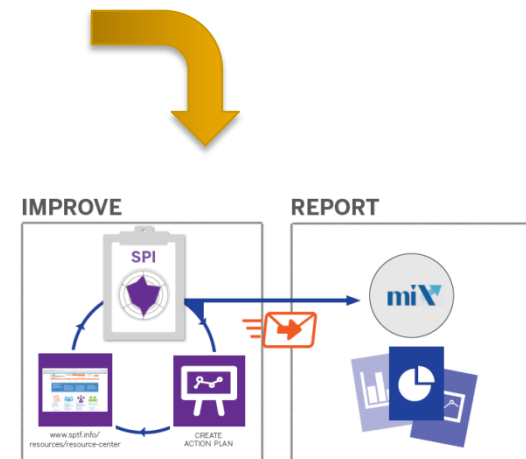 IMPROVE
REPORT
SPI
miX
www.sptf.info/
resources/resource-center
CREATE
ACTION PLAN